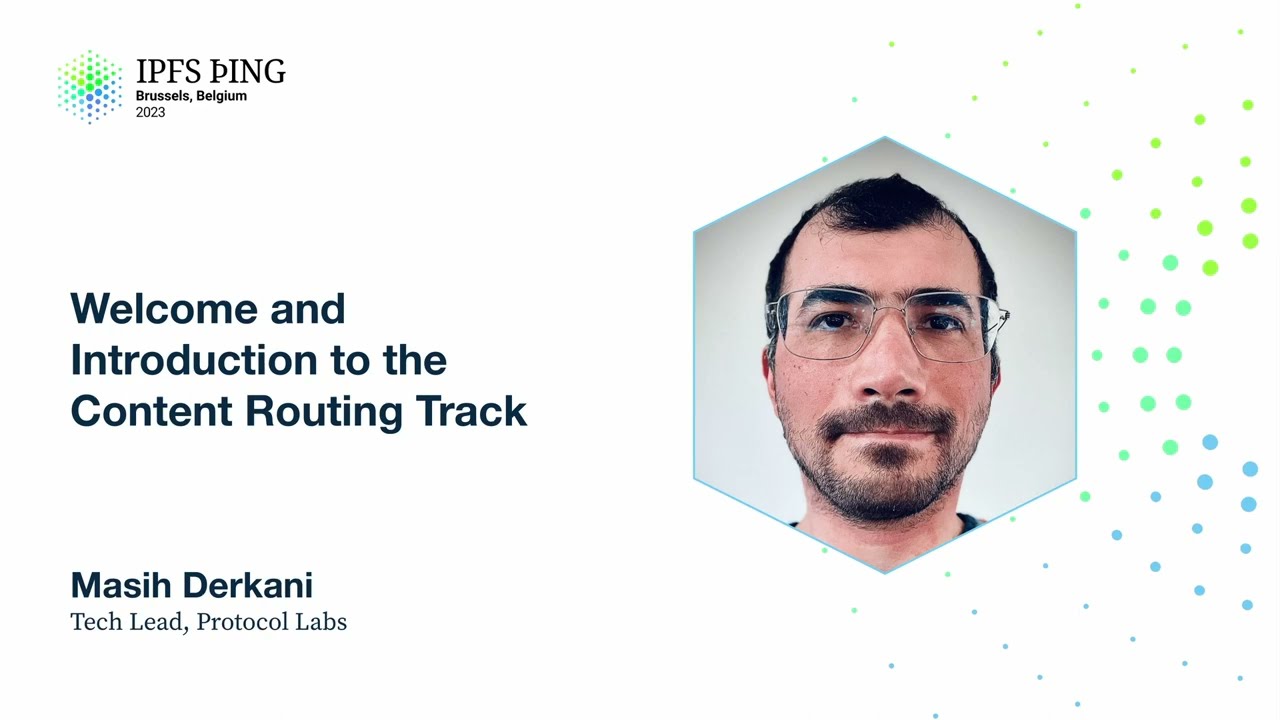 IPFS ÞING
Brussels, Belgium
2023
Welcome and
Introduction to the
Content Routing Track
Masih Derkani
Tech Lead, Protocol Labs